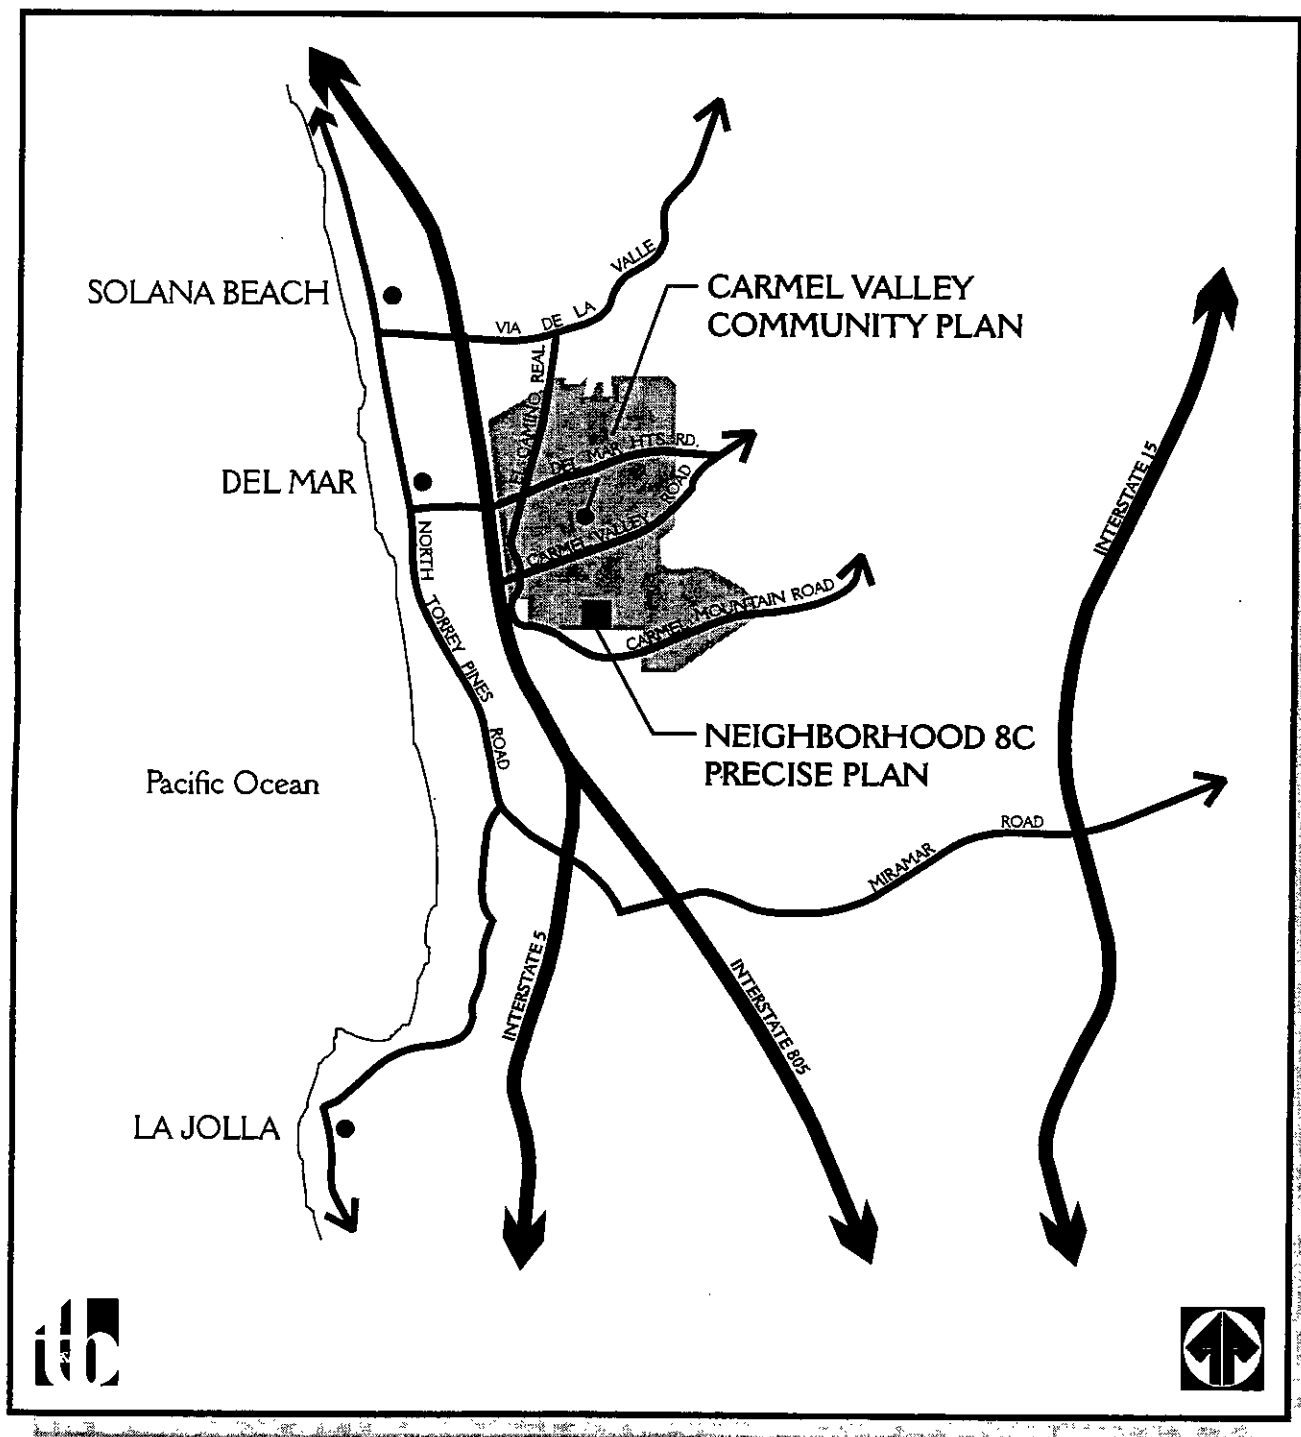 SOLANA BEACH
VIA DE LA VALLE
CARMEL VALLEY
COMMUNITY PLAN
EL CAMINO REAL
DEL MAR HTS. RD.
DEL MAR
INTERSTATE 15
NORTH TORREY PINES ROAD
CARMEL VALLEY ROAD
CARMEL MOUNTAIN ROAD
NEIGHBORHOOD 8C
PRECISE PLAN
Pacific Ocean
MIRAMAR ROAD
INTERSTATE 5
INTERSTATE 805
LA JOLLA